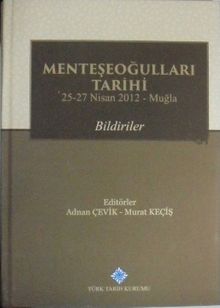 MENTEŞEOĞULLARI
TARİHİ
25-27 Nisan 2012 - Muğla
Bildiriler
Editörler
Adnan ÇEVİK - Murat KEÇİŞ
TÜRK TARİH KURUMU